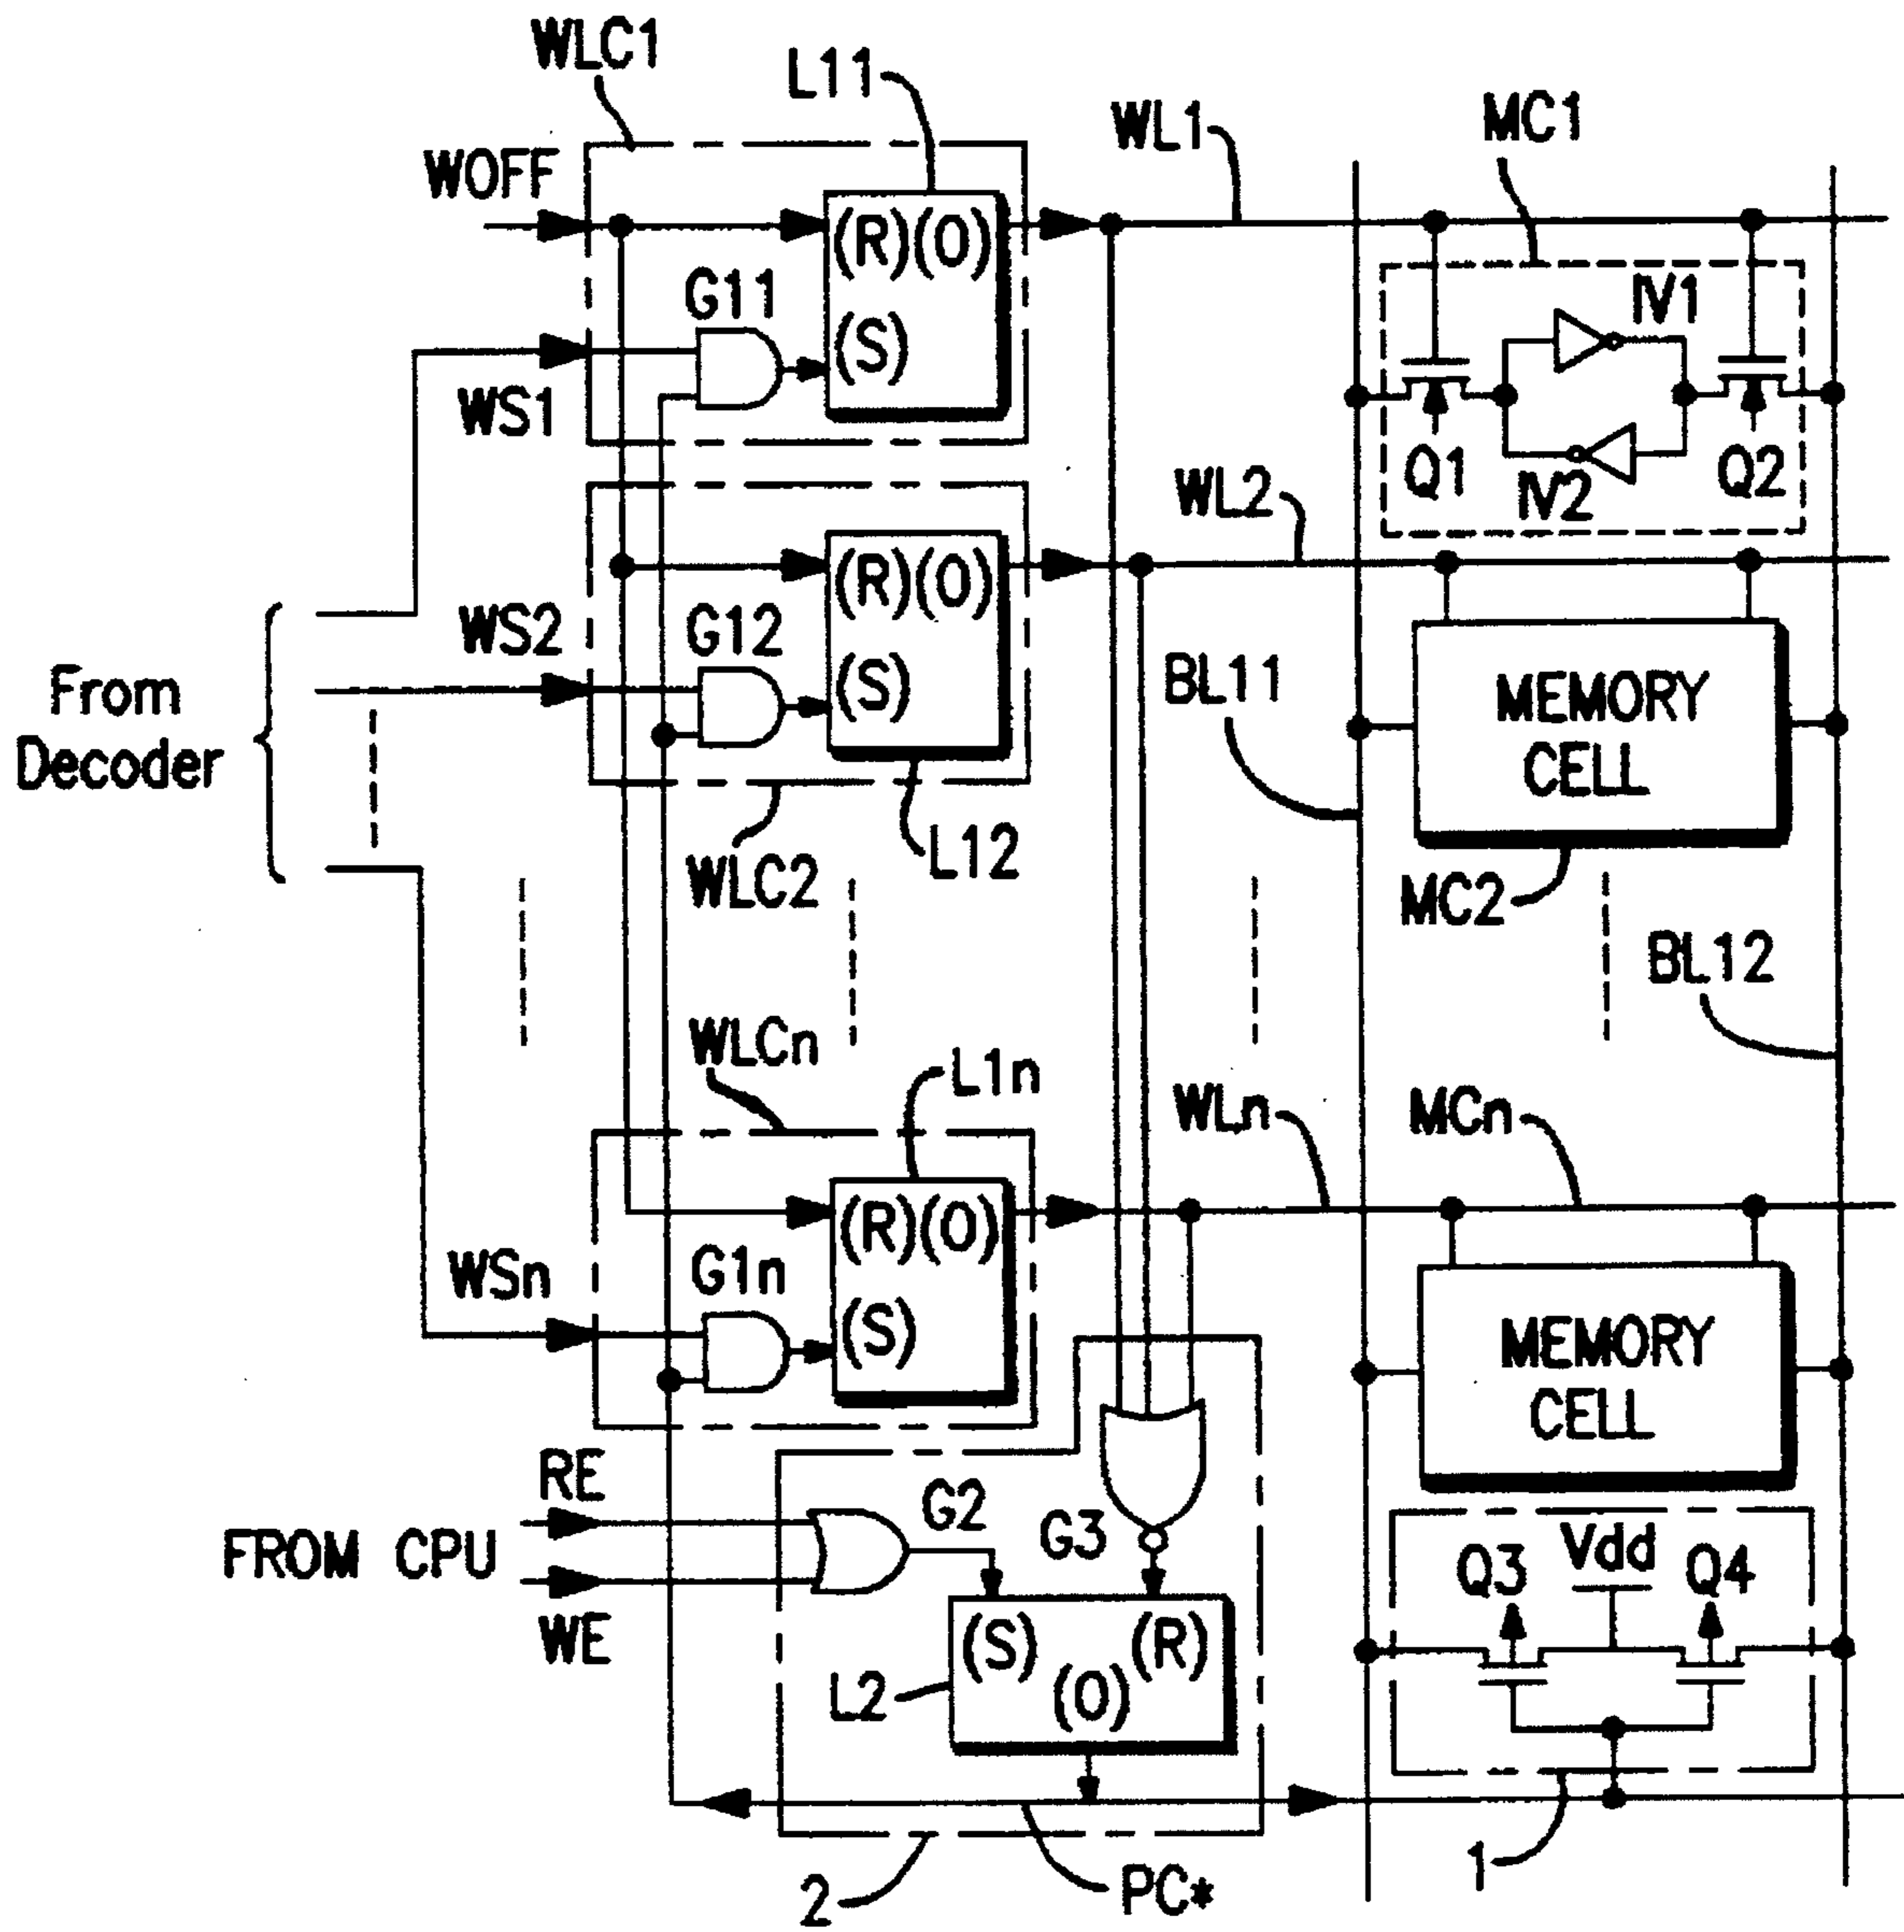 WLC1
L11
WL1
MC1
WOFF
(R)(O)
G11
(S)
WS1
IV1
Q1
IV2
Q2
WL2
WS2
G12
(R)(O)
(S)
From
Decoder
BL11
MEMORY
CELL
WLC2
L12
MC2
BL12
WLCn
L1n
WLn
MCn
(R)(O)
WSn
G1n
(S)
MEMORY
CELL
RE
G2
G3
FROM CPU
WE
Q3
Vdd
Q4
(S)
(R)
(O)
L2
2
PC*
1